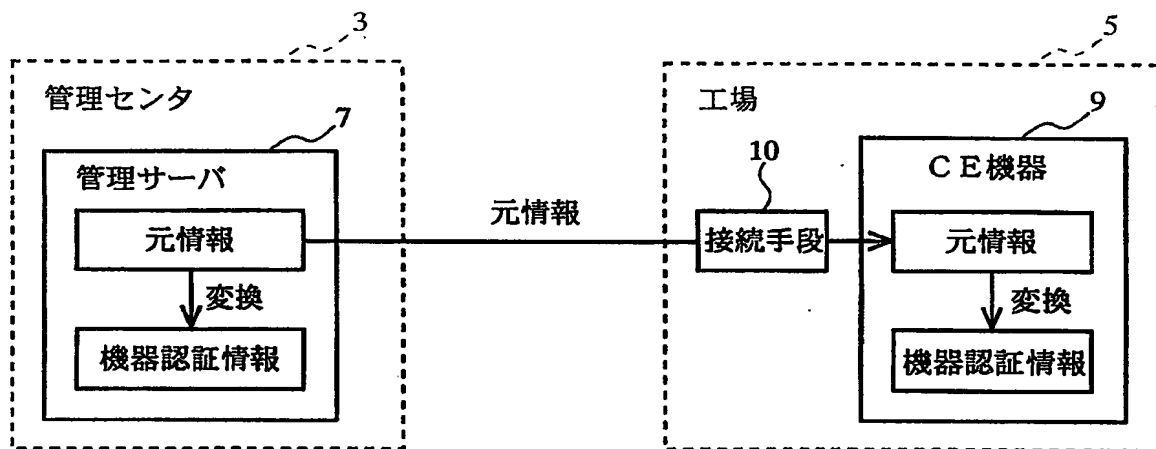 3
管理センタ
7
管理サーバ
元情報
変換
機器認証情報
元情報
5
工場
10
接続手段
9
CE機器
元情報
変換
機器認証情報